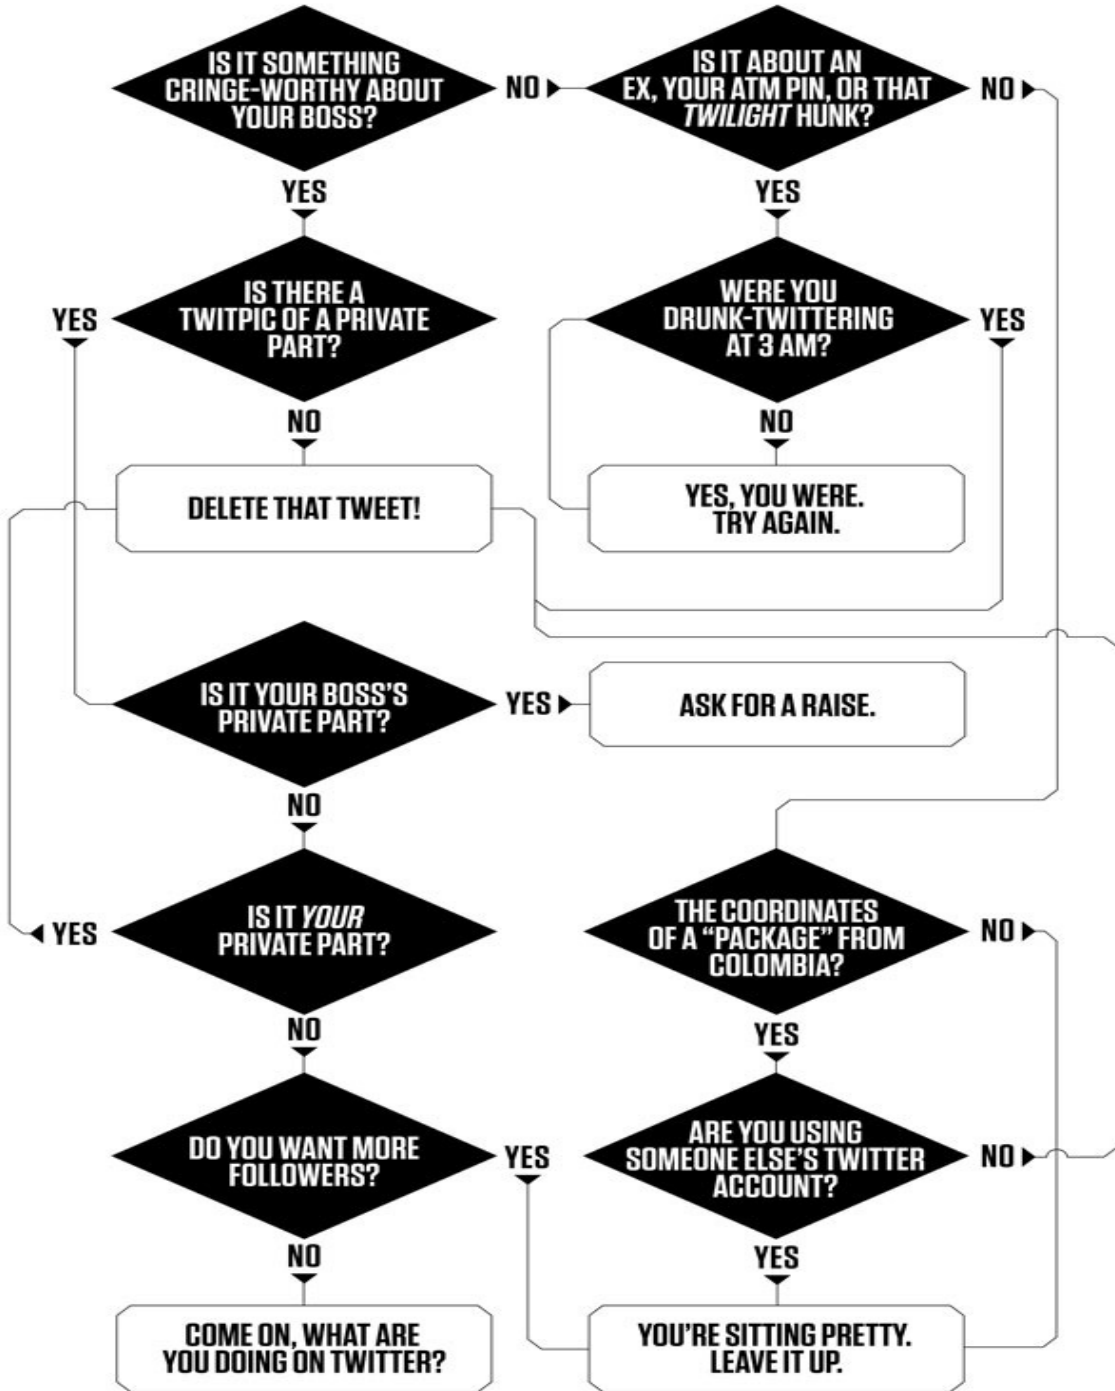 IS IT SOMETHING
CRINGE-WORTHY ABOUT
YOUR BOSS?
NO
IS IT ABOUT AN
EX, YOUR ATM PIN, OR THAT
TWILIGHT HUNK?
NO
YES
YES
IS THERE A
TWITPIC OF A PRIVATE
PART?
YES
NO
WERE YOU
DRUNK-TWITTERING
AT 3 AM?
YES
NO
DELETE THAT TWEET!
YES, YOU WERE.
TRY AGAIN.
IS IT YOUR BOSS'S
PRIVATE PART?
YES
ASK FOR A RAISE.
NO
IS IT YOUR
PRIVATE PART?
YES
NO
THE COORDINATES
OF A “PACKAGE” FROM
COLOMBIA?
NO
YES
DO YOU WANT MORE
FOLLOWERS?
YES
NO
ARE YOU USING
SOMEONE ELSE'S TWITTER
ACCOUNT?
NO
YES
COME ON, WHAT ARE
YOU DOING ON TWITTER?
YOU'RE SITTING PRETTY.
LEAVE IT UP.